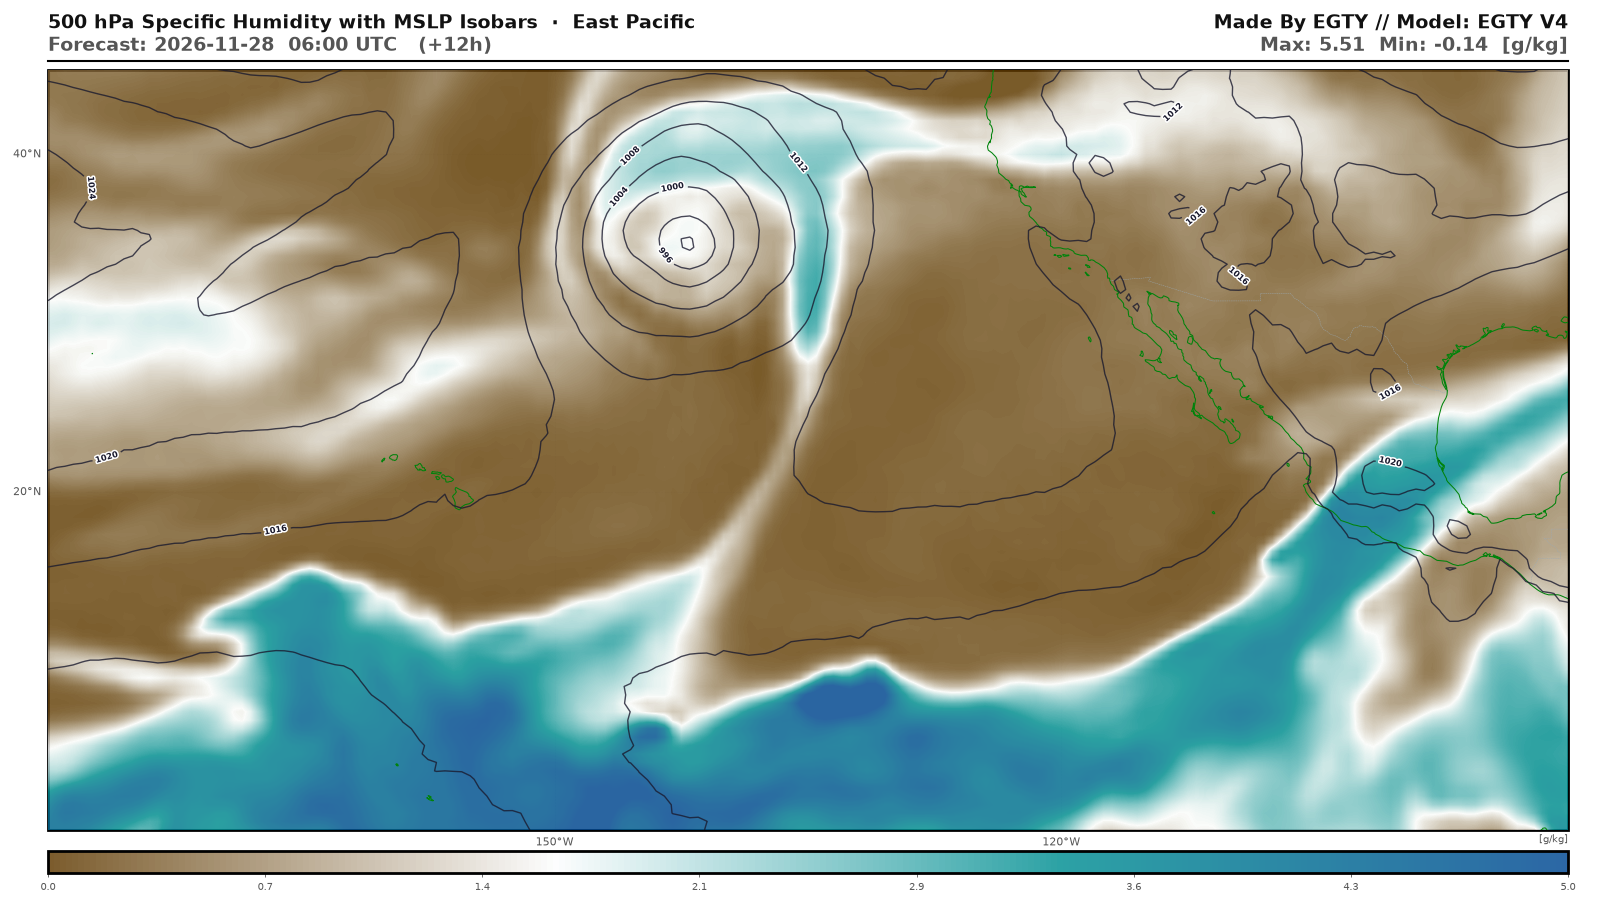 500 hPa Specific Humidity with MSLP Isobars · East Pacific
Made By EGTY // Model: EGTY V4
Forecast: 2026-11-28 06:00 UTC (+12h)
Max: 5.51 Min: -0.14 [g/kg]
1012
40°N
1008
1012
1024
1000
1004
1016
996
1016
1016
1020
1020
20°N
1016
150°W
120°W
[g/kg]
0.0
0.7
1.4
2.1
2.9
3.6
4.3
5.0